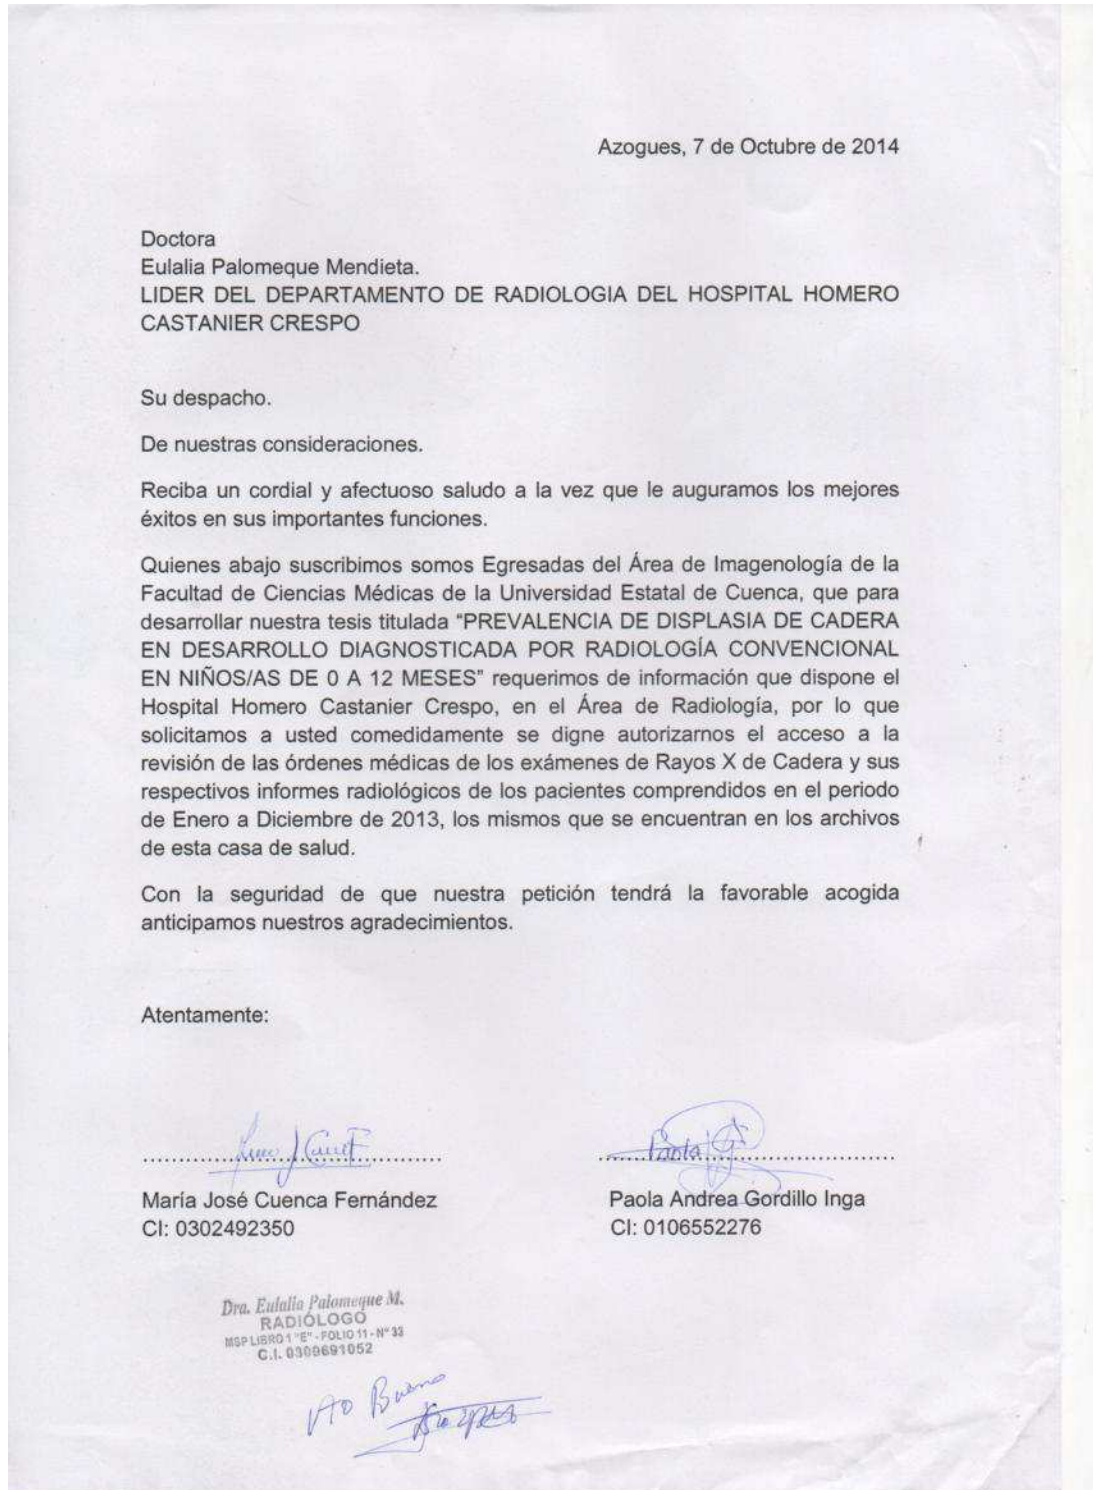 Azogues, 7 de Octubre de 2014
Doctora
Eulalia Palomeque Mendieta.
LIDER DEL DEPARTAMENTO DE RADIOLOGIA DEL HOSPITAL HOMERO
CASTANIER CRESPO
Su despacho.
De nuestras consideraciones.
Reciba un cordial y afectuoso saludo a la vez que le auguramos los mejores
éxitos en sus importantes funciones.
Quienes abajo suscribimos somos Egresadas del Área de Imagenología de la
Facultad de Ciencias Médicas de la Universidad Estatal de Cuenca, que para
desarrollar nuestra tesis titulada “PREVALENCIA DE DISPLASIA DE CADERA
EN DESARROLLO DIAGNOSTICADA POR RADIOLOGÍA CONVENCIONAL
EN NIÑOS/AS DE 0 A 12 MESES” requerimos de información que dispone el
Hospital Homero Castanier Crespo, en el Área de Radiología, por lo que
solicitamos a usted comedidamente se digne autorizarnos el acceso a la
revisión de las órdenes médicas de los exámenes de Rayos X de Cadera y sus
respectivos informes radiológicos de los pacientes comprendidos en el periodo
de Enero a Diciembre de 2013, los mismos que se encuentran en los archivos
de esta casa de salud.
Con la seguridad de que nuestra petición tendrá la favorable acogida
anticipamos nuestros agradecimientos.
Atentamente:
Paola
María José Cuenca Fernández
CI: 0302492350
Paola Andrea Gordillo Inga
CI: 0106552276
Dra. Eulalia Palomeque M.
RADIÓLOGO
MSP LIBRO 1 "E" - FOLIO 11 - N° 33
C.I. 0309691052
Vto Bueno